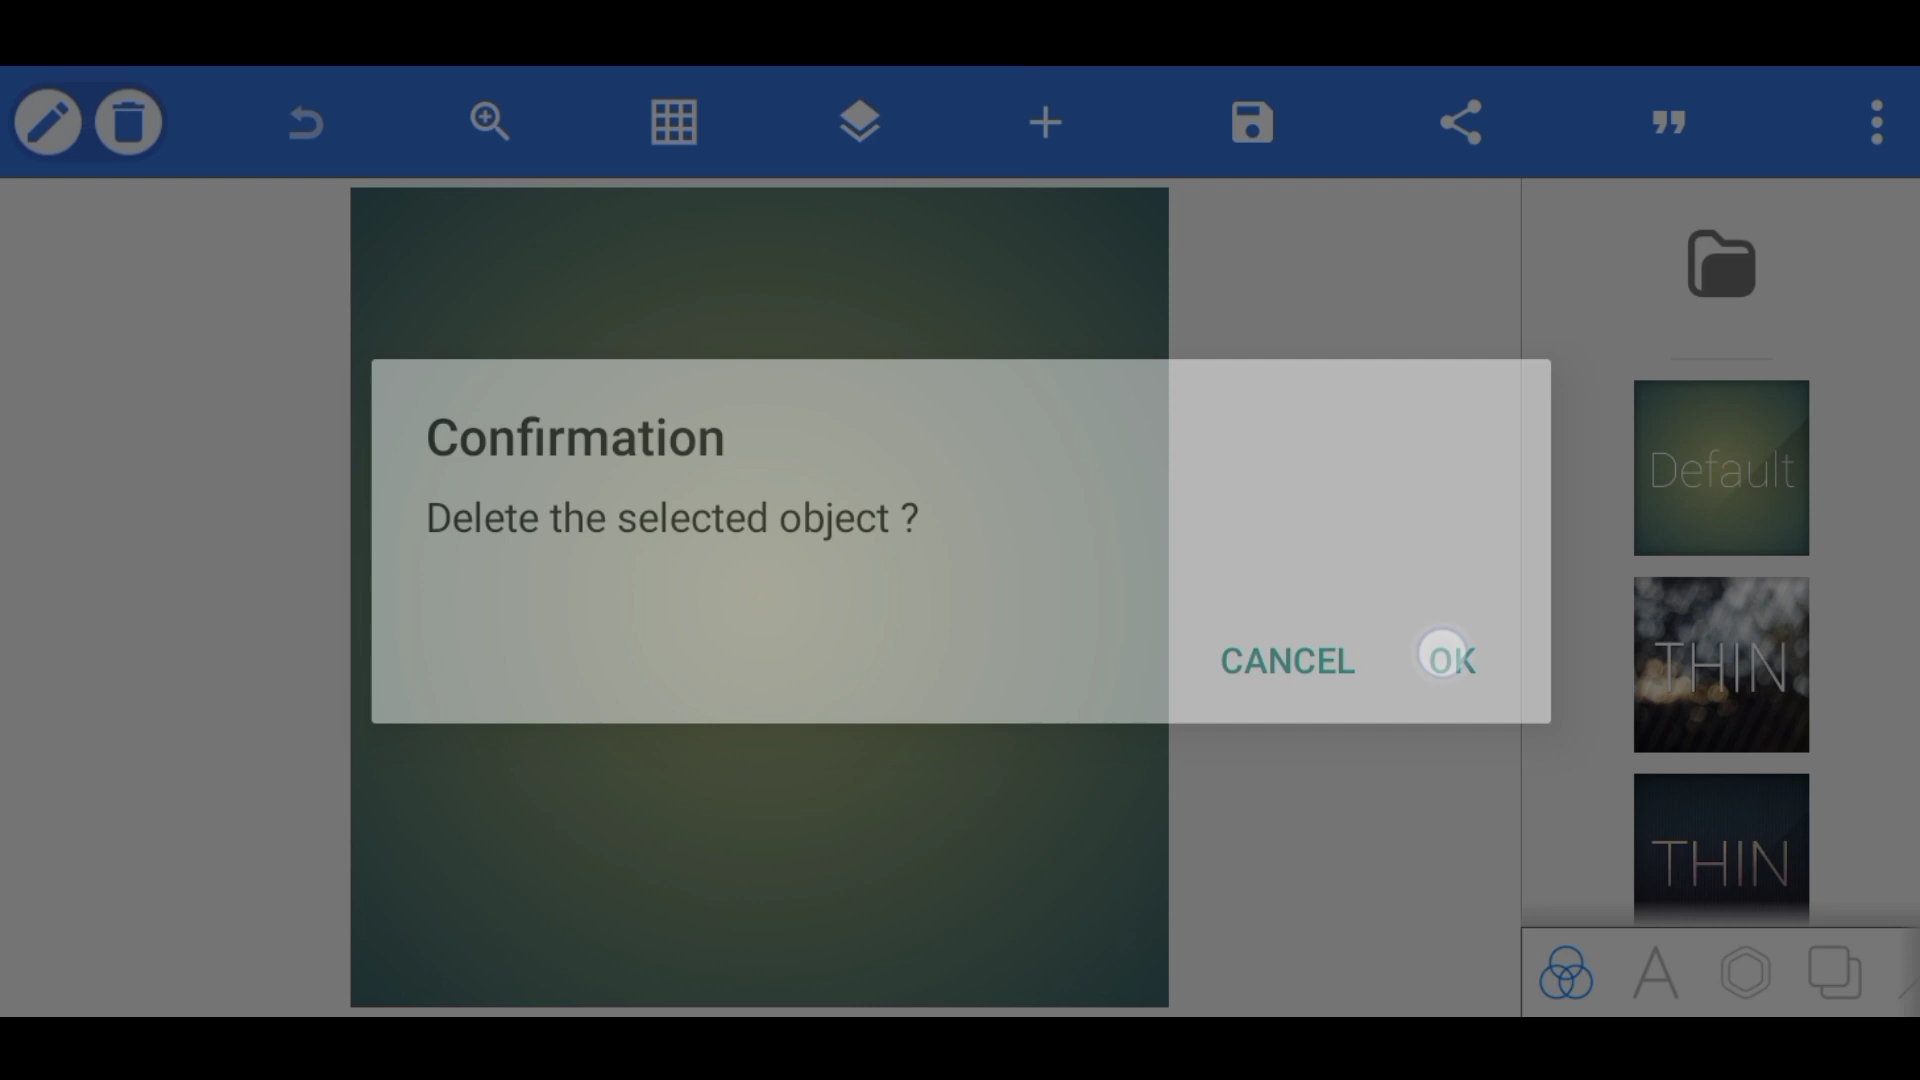 Confirmation
Delete the selected object ?
CANCEL OK
Default
THIN
THIN